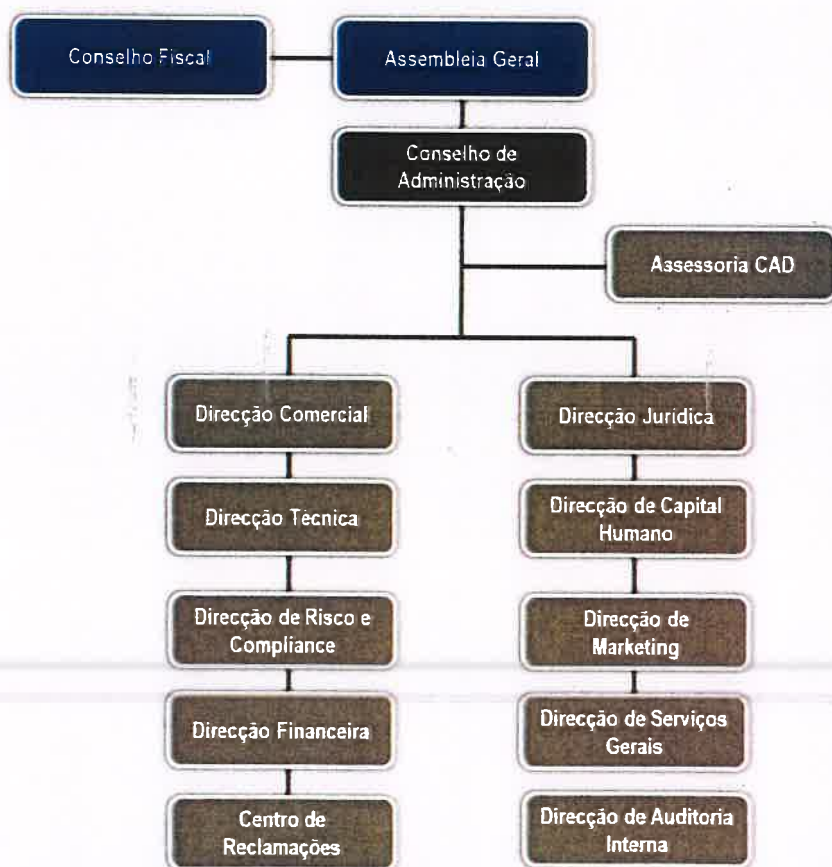 Conselho Fiscal
Assembleia Geral
Conselho de
Administração
Assessoria CAD
Direcção Comercial
Direcção Jurídica
Direcção Técnica
Direcção de Capital
Humano
Direcção de Risco e
Compliance
Direcção de
Marketing
Direcção Financeira
Direcção de Serviços
Gerais
Centro de
Reclamações
Direcção de Auditoria
Interna